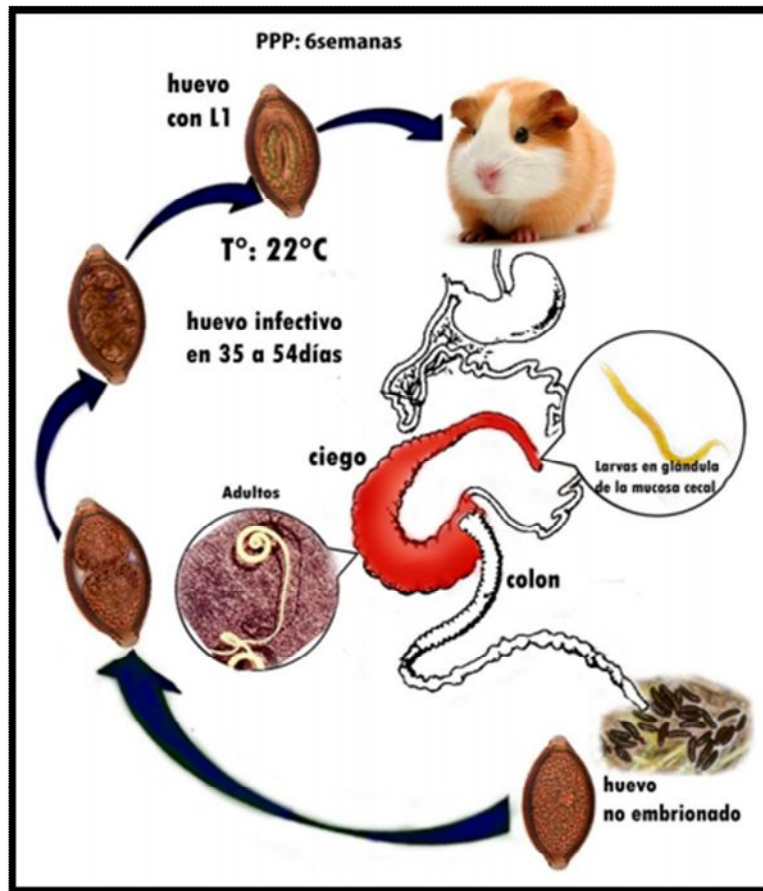 PPP: 6semanas
huevo
con L1
T°: 22°C
huevo infectivo
en 35 a 54días
ciego
Larvas en glándula
de la mucosa cecal
Adultos
colon
huevo
no embrionado